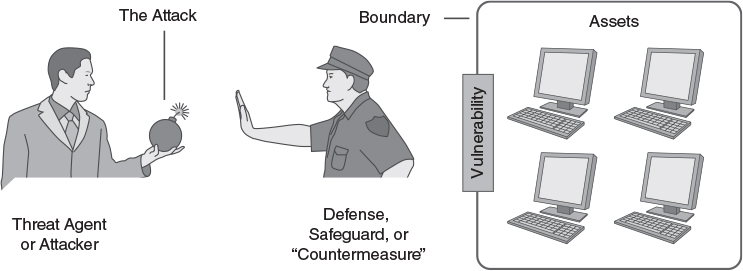 The Attack
Boundary
Assets
Vulnerability
Threat Agent
or Attacker
Defense,
Safeguard, or
“Countermeasure”